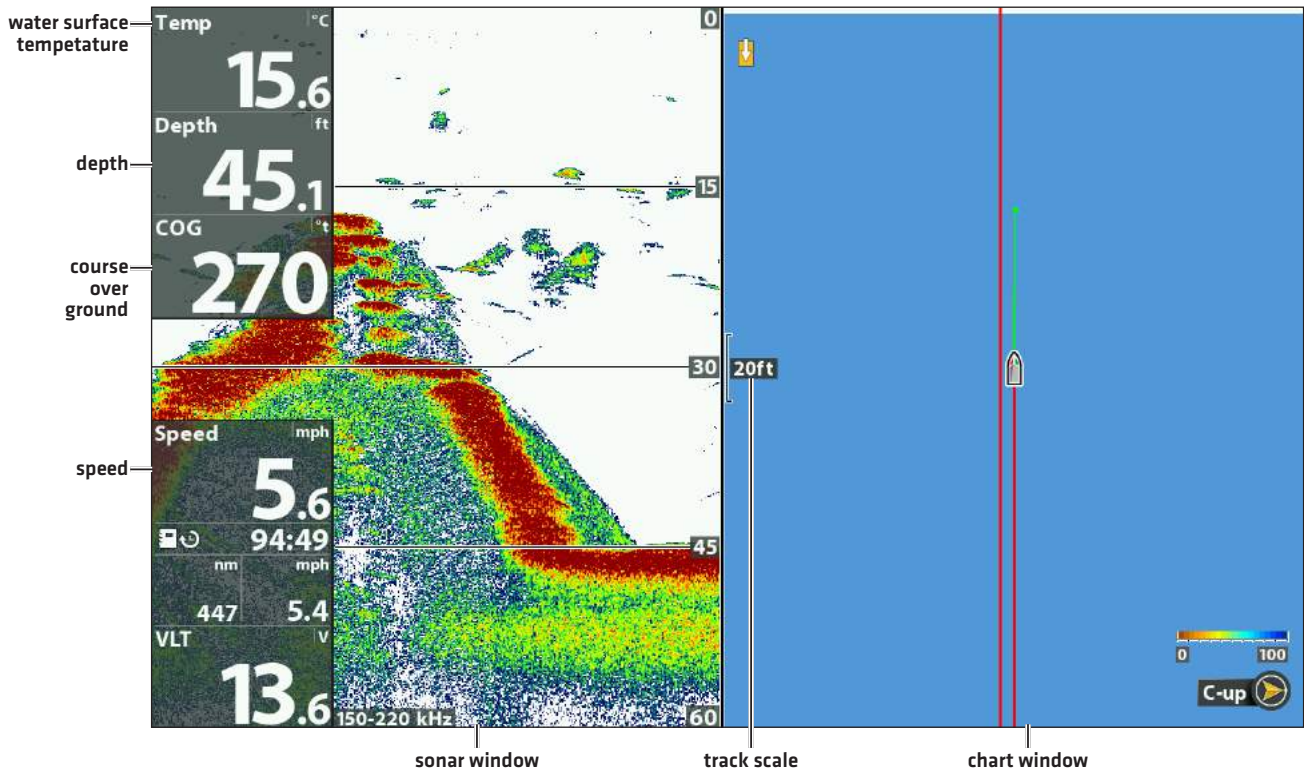 water surface
tempetature
depth
course
over
ground
speed
Temp °C
15.6
Depth ft
45.1
COG °t
270
Speed mph
5.6
94:49
nm mph
447 5.4
VLT V
13.6
0
15
30
45
60
150-220 kHz
20ft
0 100
C-up
sonar window
track scale
chart window